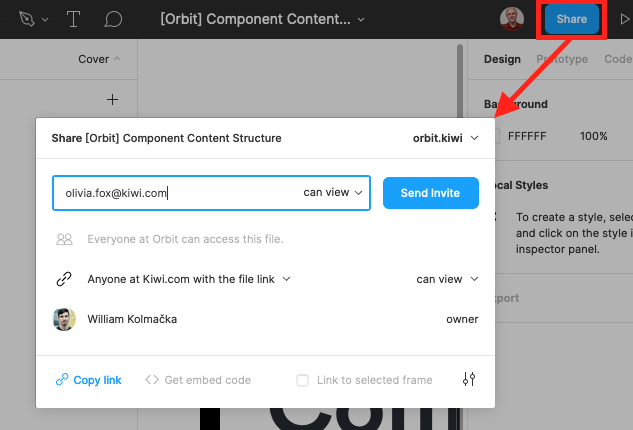 [Orbit] Component Content...
Share
Cover
Design Prototype Code
Background
FFFFFF 100%
Share [Orbit] Component Content Structure
orbit.kiwi
olivia.fox@kiwi.com
can view
Send Invite
ocal Styles
To create a style, selec
and click on the style i
inspector panel.
Everyone at Orbit can access this file.
Anyone at Kiwi.com with the file link
can view
William Kolmačka
owner
xport
Copy link
Get embed code
Link to selected frame